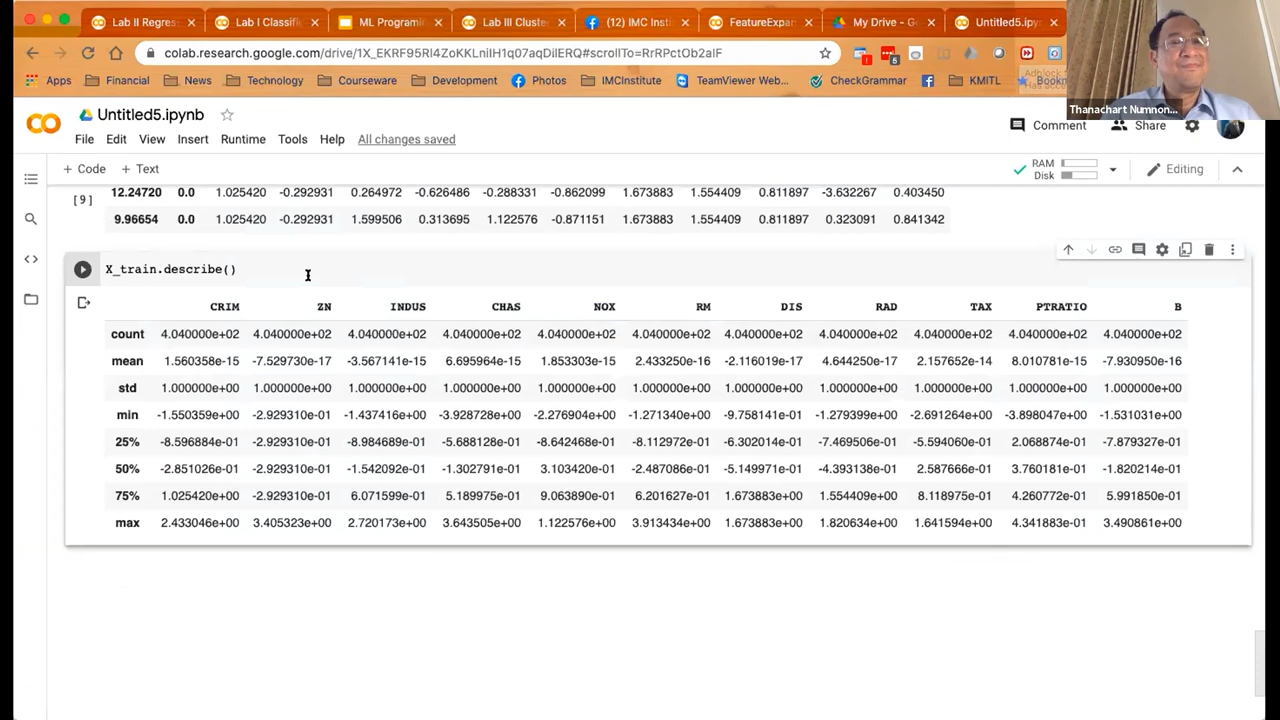 Lab II Regres
Lab I Classifi
ML Programi
Lab III Cluste
(12) IMC Insti
FeatureExpan
My Drive - Go
Untitled5.ipyn
colab.research.google.com/drive/1X_EKRF95Rl4ZoKKLnilH1q07aqDilERQ#scrollTo=RrRPctOb2aIF
Apps
Financial
News
Technology
Courseware
Development
Photos
IMCInstitute
TeamViewer Web...
CheckGrammar
KMITL
Thanachart Numnon...
Untitled5.ipynb
Comment
Share
File Edit View Insert Runtime Tools Help All changes saved
+ Code + Text
RAM
Disk
Editing
[9]
12.24720 0.0 1.025420 -0.292931 0.264972 -0.626486 -0.288331 -0.862099 1.673883 1.554409 0.811897 -3.632267 0.403450
9.96654 0.0 1.025420 -0.292931 1.599506 0.313695 1.122576 -0.871151 1.673883 1.554409 0.811897 0.323091 0.841342
X_train.describe()
CRIM ZN INDUS CHAS NOX RM DIS RAD TAX PTRATIO B
count 4.040000e+02 4.040000e+02 4.040000e+02 4.040000e+02 4.040000e+02 4.040000e+02 4.040000e+02 4.040000e+02 4.040000e+02 4.040000e+02 4.040000e+02
mean 1.560358e-15 -7.529730e-17 -3.567141e-15 6.695964e-15 1.853303e-15 2.433250e-16 -2.116019e-17 4.644250e-17 2.157652e-14 8.010781e-15 -7.930950e-16
std 1.000000e+00 1.000000e+00 1.000000e+00 1.000000e+00 1.000000e+00 1.000000e+00 1.000000e+00 1.000000e+00 1.000000e+00 1.000000e+00 1.000000e+00
min -1.550359e+00 -2.929310e-01 -1.437416e+00 -3.928728e+00 -2.276904e+00 -1.271340e+00 -9.758141e-01 -1.279399e+00 -2.691264e+00 -3.898047e+00 -1.531031e+00
25% -8.596884e-01 -2.929310e-01 -8.984689e-01 -5.688128e-01 -8.642468e-01 -8.112972e-01 -6.302014e-01 -7.469506e-01 -5.594060e-01 2.068874e-01 -7.879327e-01
50% -2.851026e-01 -2.929310e-01 -1.542092e-01 -1.302791e-01 3.103420e-01 -2.487086e-01 -5.149971e-01 -4.393138e-01 2.587666e-01 3.760181e-01 -1.820214e-01
75% 1.025420e+00 -2.929310e-01 6.071599e-01 5.189975e-01 9.063890e-01 6.201627e-01 1.673883e+00 1.554409e+00 8.118975e-01 4.260772e-01 5.991850e-01
max 2.433046e+00 3.405323e+00 2.720173e+00 3.643505e+00 1.122576e+00 3.913434e+00 1.673883e+00 1.820634e+00 1.641594e+00 4.341883e-01 3.490861e+00